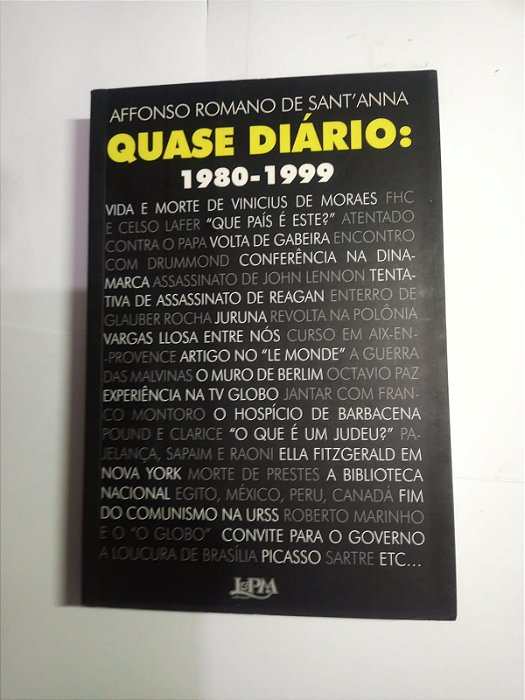 AFFONSO ROMANO DE SANT'ANNA
QUASE DIÁRIO:
1980-1999
VIDA E MORTE DE VINICIUS DE MORAES FHC
E CELSO LAFER “QUE PAÍS É ESTE?” ATENTADO
CONTRA O PAPA VOLTA DE GABEIRA ENCONTRO
COM DRUMMOND CONFERÊNCIA NA DINA-
MARCA ASSASSINATO DE JOHN LENNON TENTA-
TIVA DE ASSASSINATO DE REAGAN ENTERRO DE
GLAUBER ROCHA JURUNA REVOLTA NA POLÔNIA
VARGAS LLOSA ENTRE NÓS CURSO EM AIX-EN-
-PROVENCE ARTIGO NO “LE MONDE” A GUERRA
DAS MALVINAS O MURO DE BERLIM OCTAVIO PAZ
EXPERIÊNCIA NA TV GLOBO JANTAR COM FRAN-
CO MONTORO O HOSPÍCIO DE BARBACENA
POUND E CLARICE “O QUE É UM JUDEU?” PA-
JELANÇA, SAPAIM E RAONI ELLA FITZGERALD EM
NOVA YORK MORTE DE PRESTES A BIBLIOTECA
NACIONAL EGITO, MÉXICO, PERU, CANADÁ FIM
DO COMUNISMO NA URSS ROBERTO MARINHO
E O “O GLOBO” CONVITE PARA O GOVERNO
A LOUCURA DE BRASÍLIA PICASSO SARTRE ETC...
L&PM